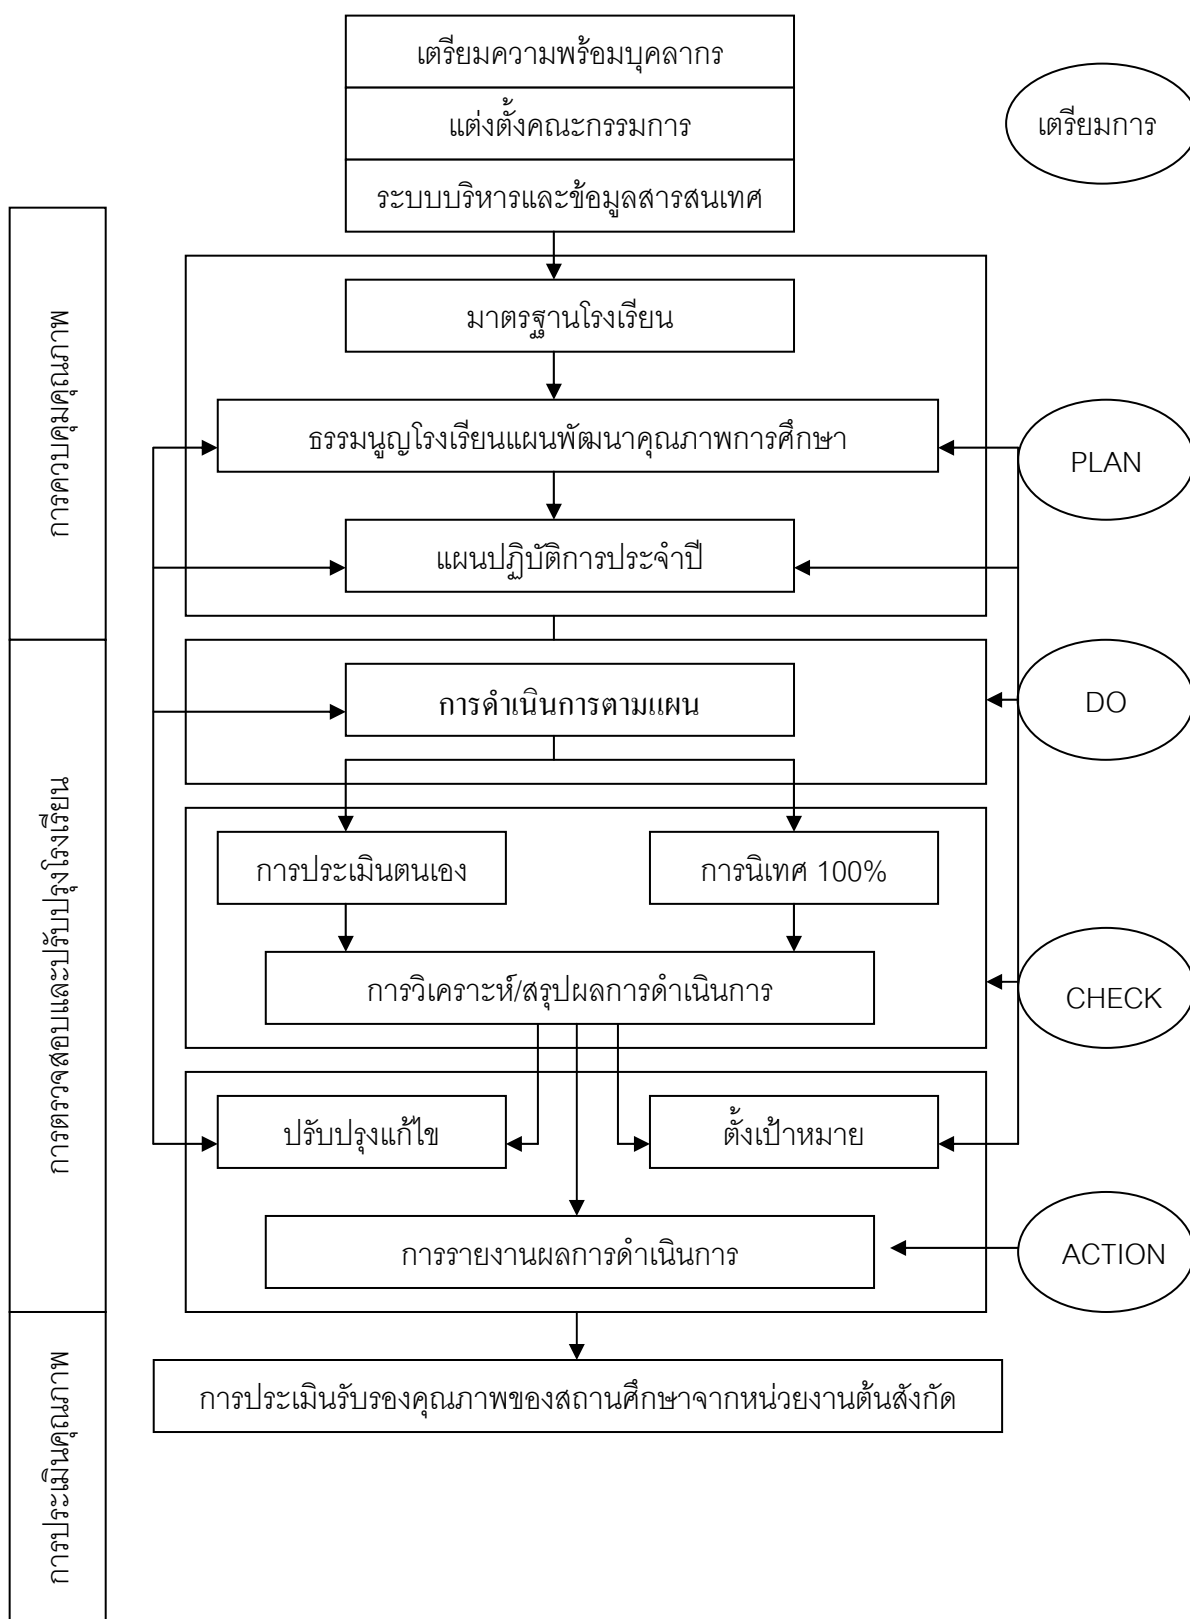 เตรียมความพร้อมบุคลากร
แต่งตั้งคณะกรรมการ
เตรียมการ
ระบบบริหารและข้อมูลสารสนเทศ
การควบคุมคุณภาพ
มาตรฐานโรงเรียน
ธรรมนูญโรงเรียนแผนพัฒนาคุณภาพการศึกษา
PLAN
แผนปฏิบัติการประจำปี
การตรวจสอบและปรับปรุงโรงเรียน
การดำเนินการตามแผน
DO
การประเมินตนเอง
การนิเทศ 100%
การวิเคราะห์/สรุปผลการดำเนินการ
CHECK
ปรับปรุงแก้ไข
ตั้งเป้าหมาย
การรายงานผลการดำเนินการ
ACTION
การประเมินคุณภาพ
การประเมินรับรองคุณภาพของสถานศึกษาจากหน่วยงานต้นสังกัด